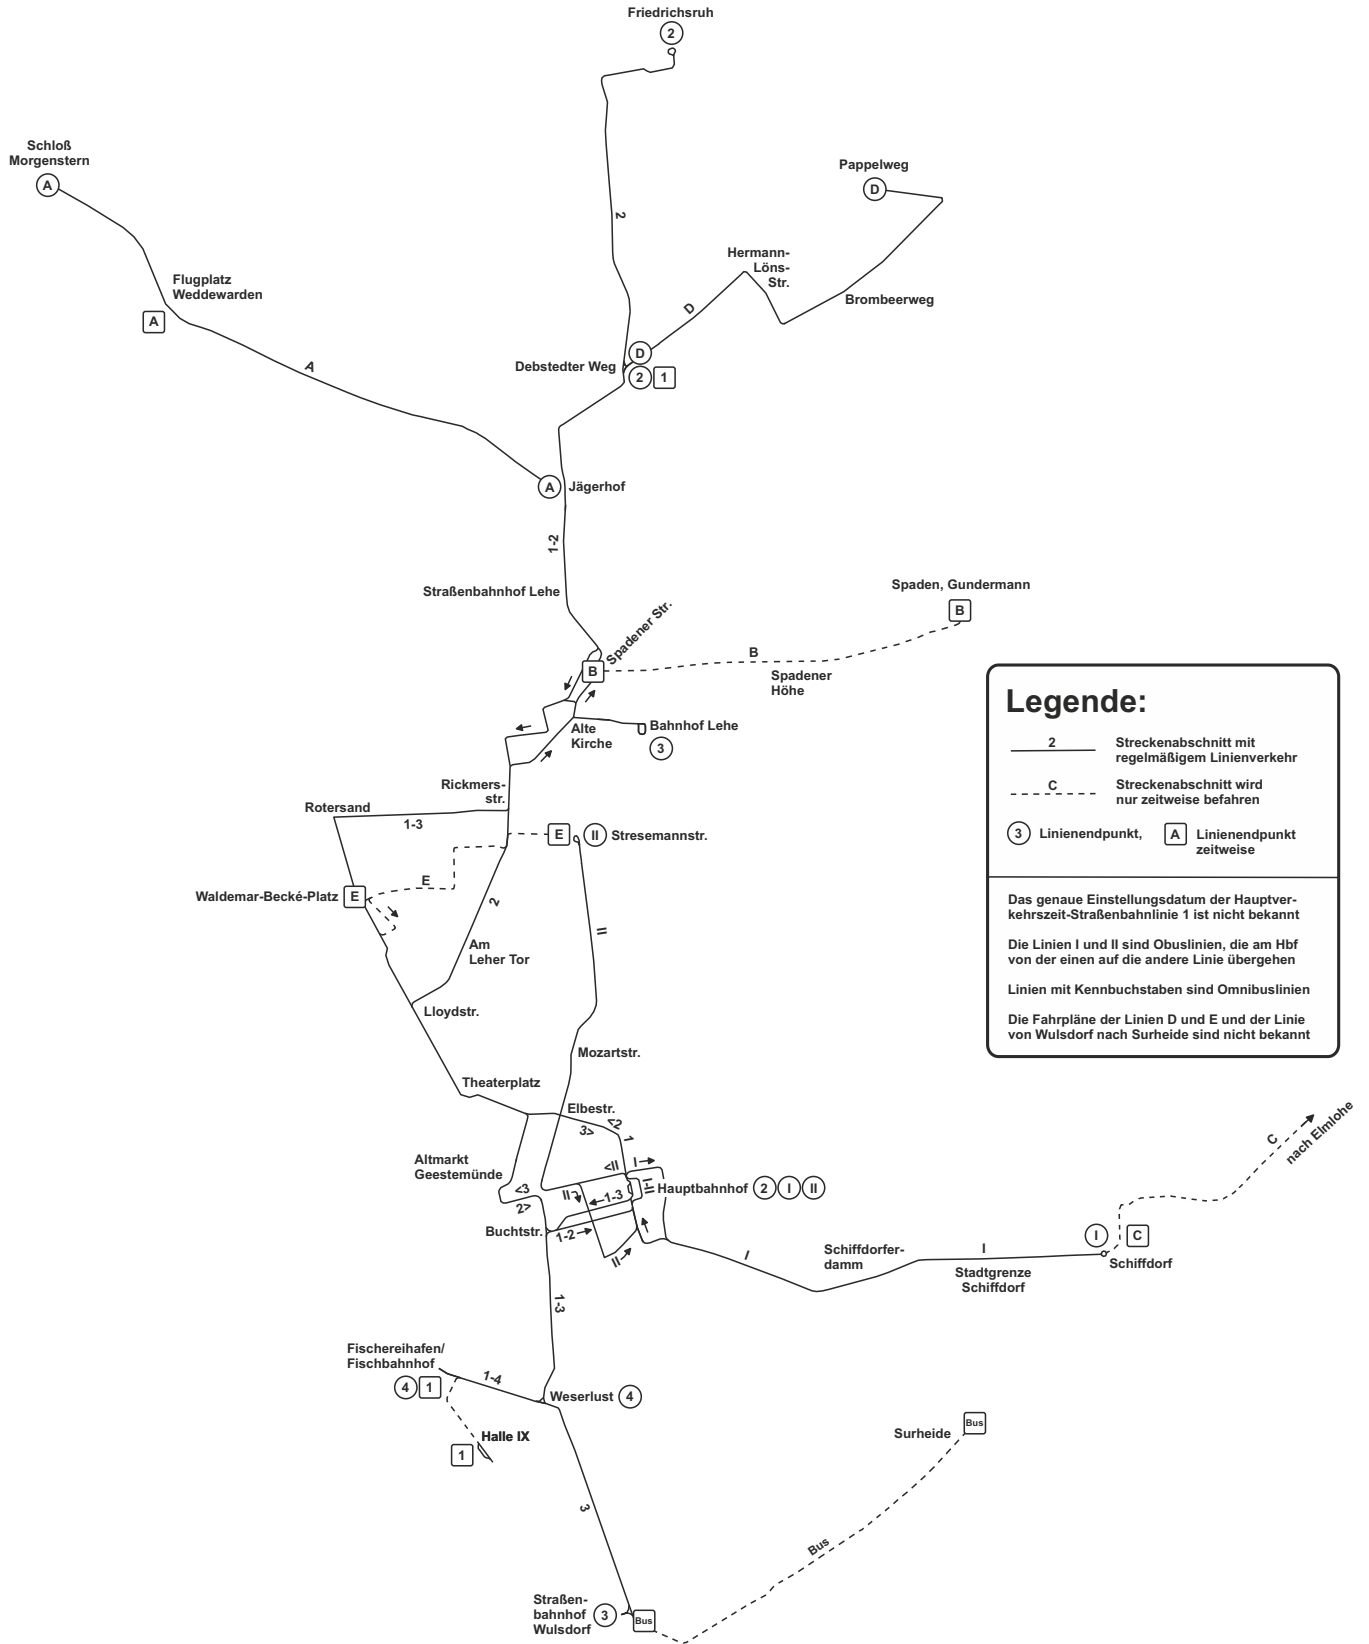 Friedrichsruh
2
Schloß
Morgenstern
A
Pappelweg
D
2
Hermann-
Löns-
Str.
Flugplatz
Weddewarden
A
Brombeerweg
D
A
Debstedter Weg
D
2
1
A
Jägerhof
1-2
Straßenbahnhof Lehe
Spadener Str.
B
B
Spaden, Gundermann
B
Spadener
Höhe
Alte
Kirche
Bahnhof Lehe
3
Rickmers-
str.
Rotersand
1-3
E
II
Stresemannstr.
Waldemar-Becké-Platz
E
E
2
II
Am
Leher Tor
Lloydstr.
Mozartstr.
Theaterplatz
Elbestr.
<2
3>
1
Altmarkt
Geestemünde
<3
2>
<II
I
II
1-3
I-II
Hauptbahnhof
2
I
II
Buchtstr.
1-2
II
I
Schiffdorfer-
damm
I
Stadtgrenze
Schiffdorf
I
C
Schiffdorf
C
nach Elmlohe
1-3
Fischereihafen/
Fischbahnhof
4
1
1-4
Weserlust
4
Halle IX
1
3
Surheide
Bus
Bus
Straßen-
bahnhof
Wulsdorf
3
Bus
Legende:
2
Streckenabschnitt mit
regelmäßigem Linienverkehr
C
Streckenabschnitt wird
nur zeitweise befahren
3
Linienendpunkt,
A
Linienendpunkt
zeitweise
Das genaue Einstellungsdatum der Hauptver-
kehrszeit-Straßenbahnlinie 1 ist nicht bekannt
Die Linien I und II sind Obuslinien, die am Hbf
von der einen auf die andere Linie übergehen
Linien mit Kennbuchstaben sind Omnibuslinien
Die Fahrpläne der Linien D und E und der Linie
von Wulsdorf nach Surheide sind nicht bekannt